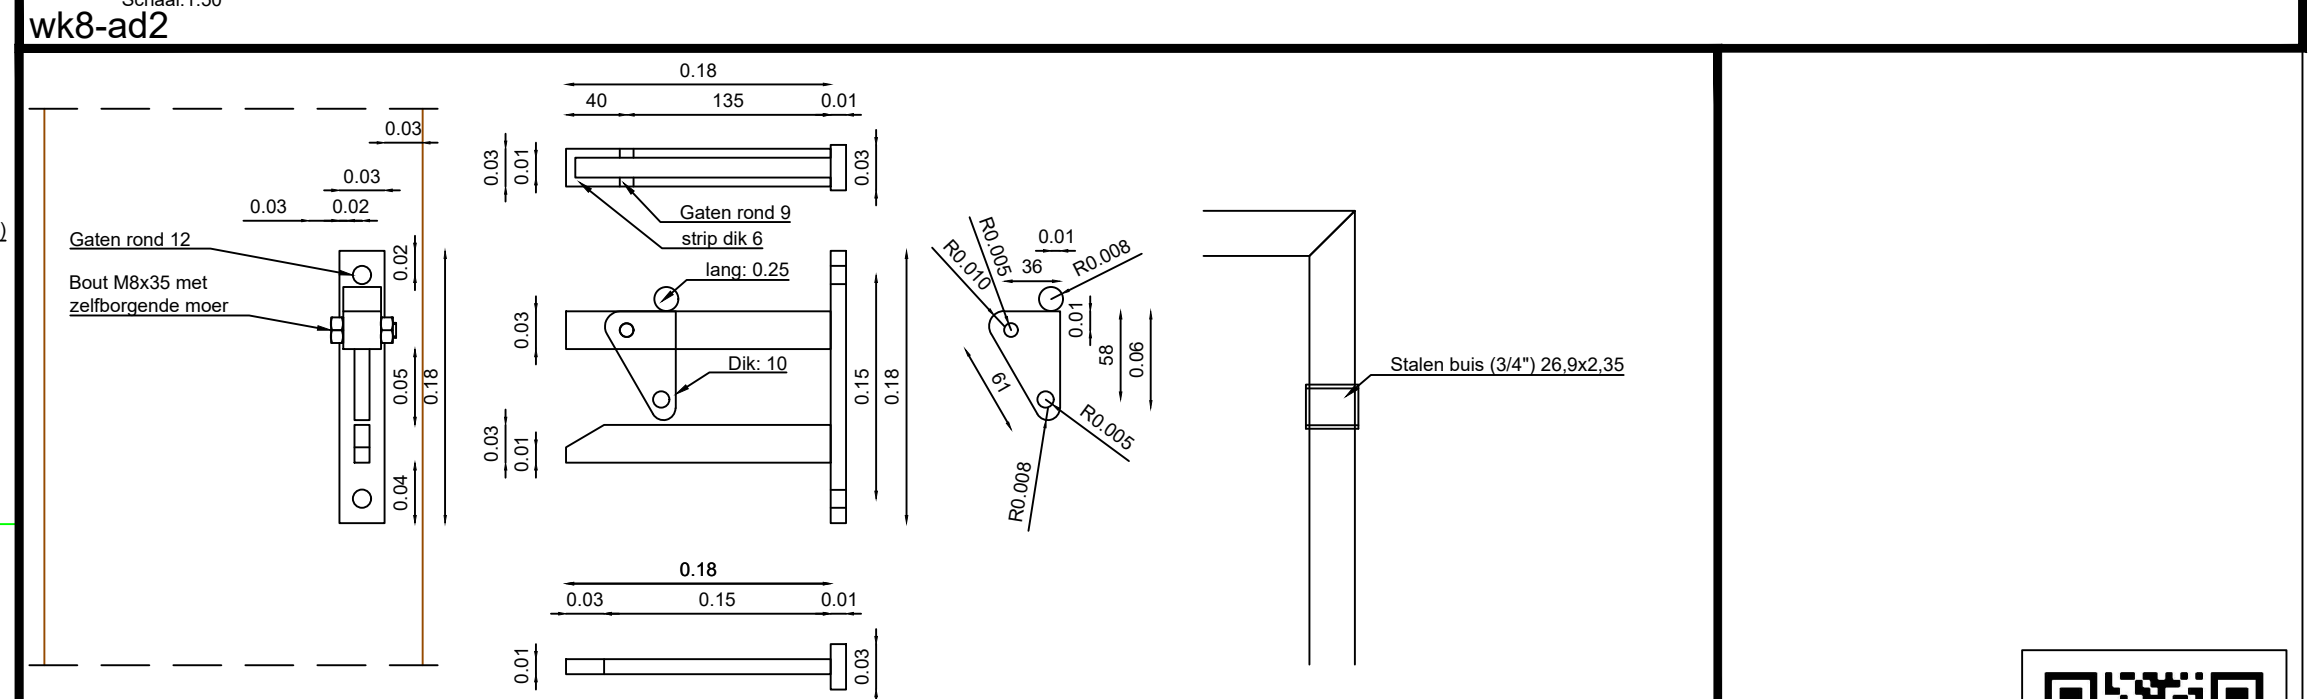 Schaal:1:50
wk8-ad2
)
0.03
0.03
0.03
0.02
Gaten rond 12
Bout M8x35 met
zelfborgende moer
0.02
0.05
0.18
0.04
0.18
40
135
0.01
0.03
0.01
0.03
Gaten rond 9
strip dik 6
lang: 0.25
0.03
Dik: 10
0.15
0.18
0.03
0.01
0.18
0.03
0.15
0.01
0.01
0.03
R0.005
R0.010
0.01
36
R0.008
0.01
58
0.06
61
R0.005
R0.008
Stalen buis (3/4") 26,9x2,35